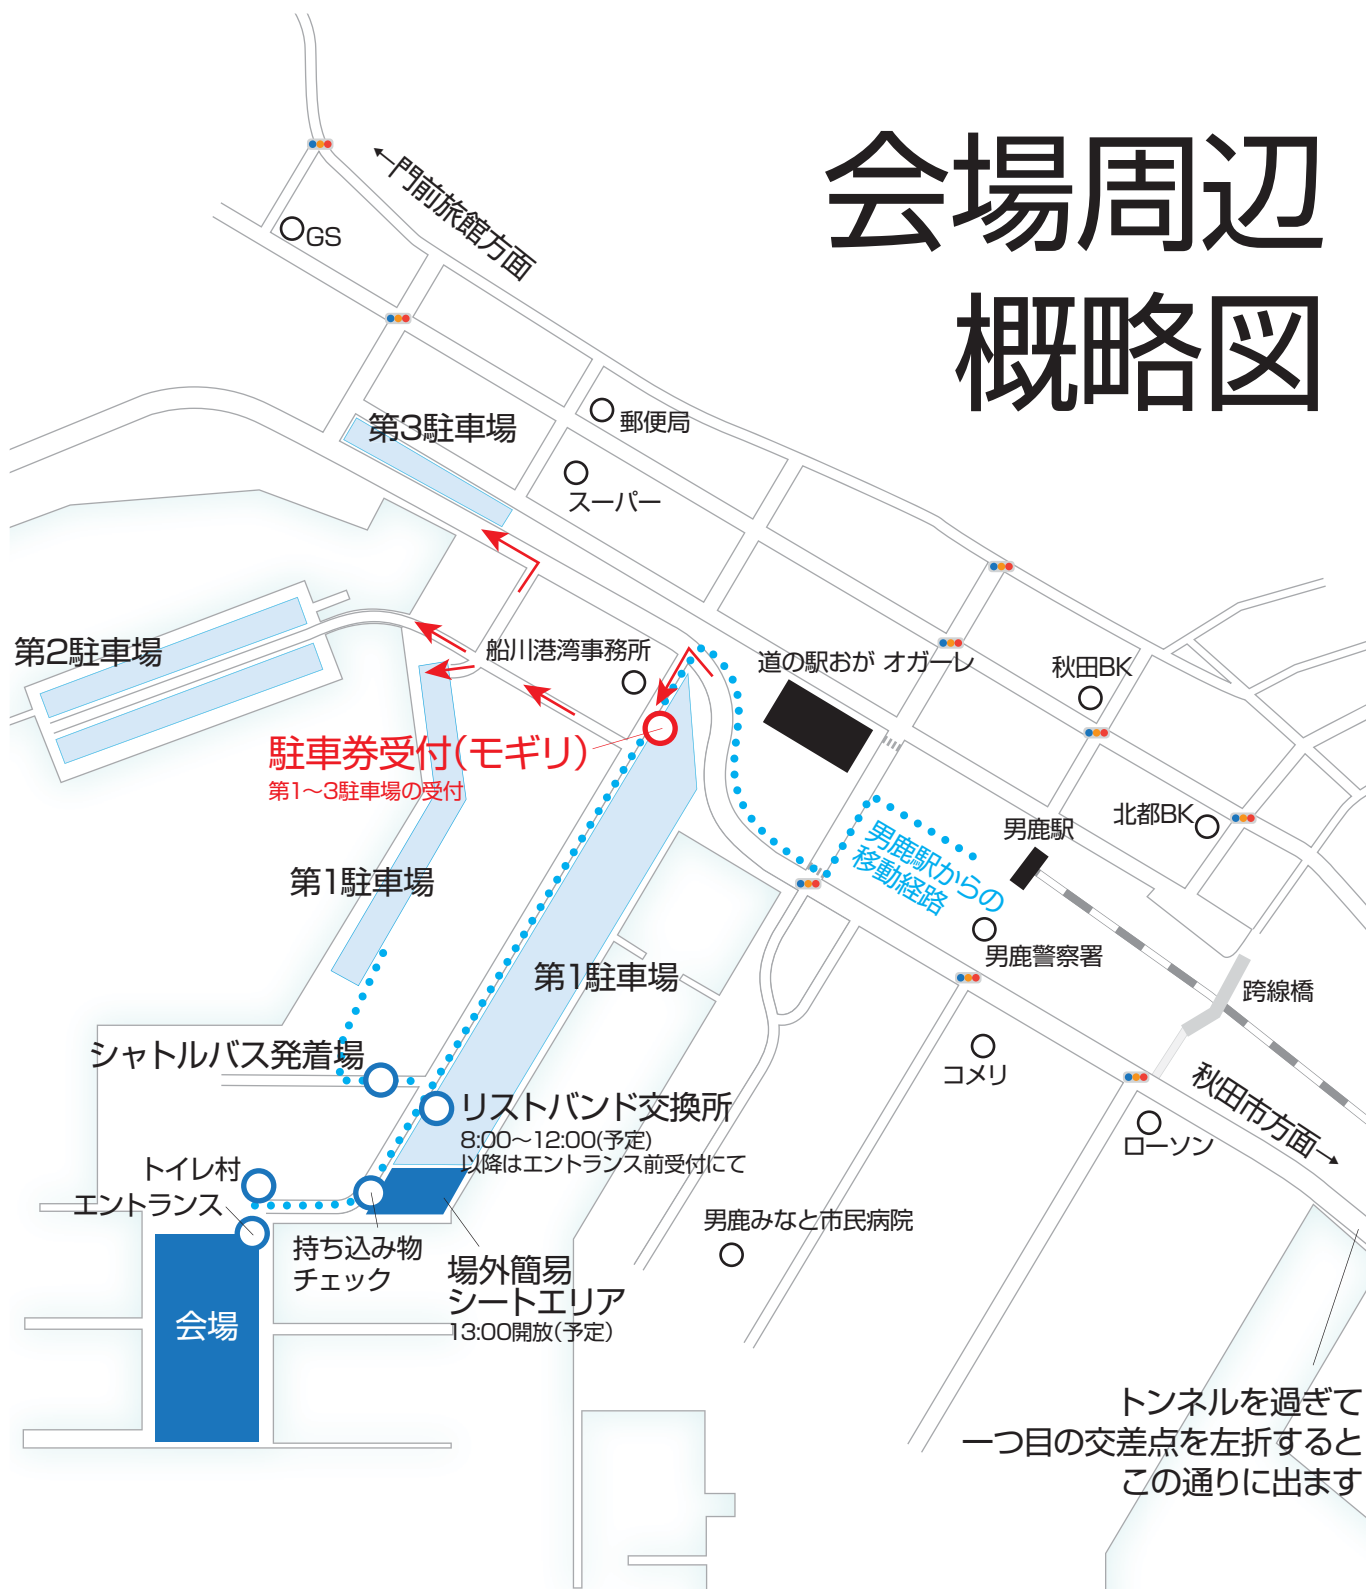 会場周辺
概略図
←門前旅館方面
GS
第3駐車場
郵便局
スーパー
第2駐車場
船川港湾事務所
道の駅おが オガーレ
秋田BK
駐車券受付(モギリ)
第1〜3駐車場の受付
北都BK
男鹿駅
男鹿駅からの
移動経路
第1駐車場
男鹿警察署
第1駐車場
跨線橋
シャトルバス発着場
コメリ
秋田市方面→
リストバンド交換所
8:00〜12:00(予定)
以降はエントランス前受付にて
ローソン
トイレ村
エントランス
男鹿みなと市民病院
持ち込み物
チェック
場外簡易
シートエリア
13:00開放(予定)
会場
トンネルを過ぎて
一つ目の交差点を左折すると
この通りに出ます